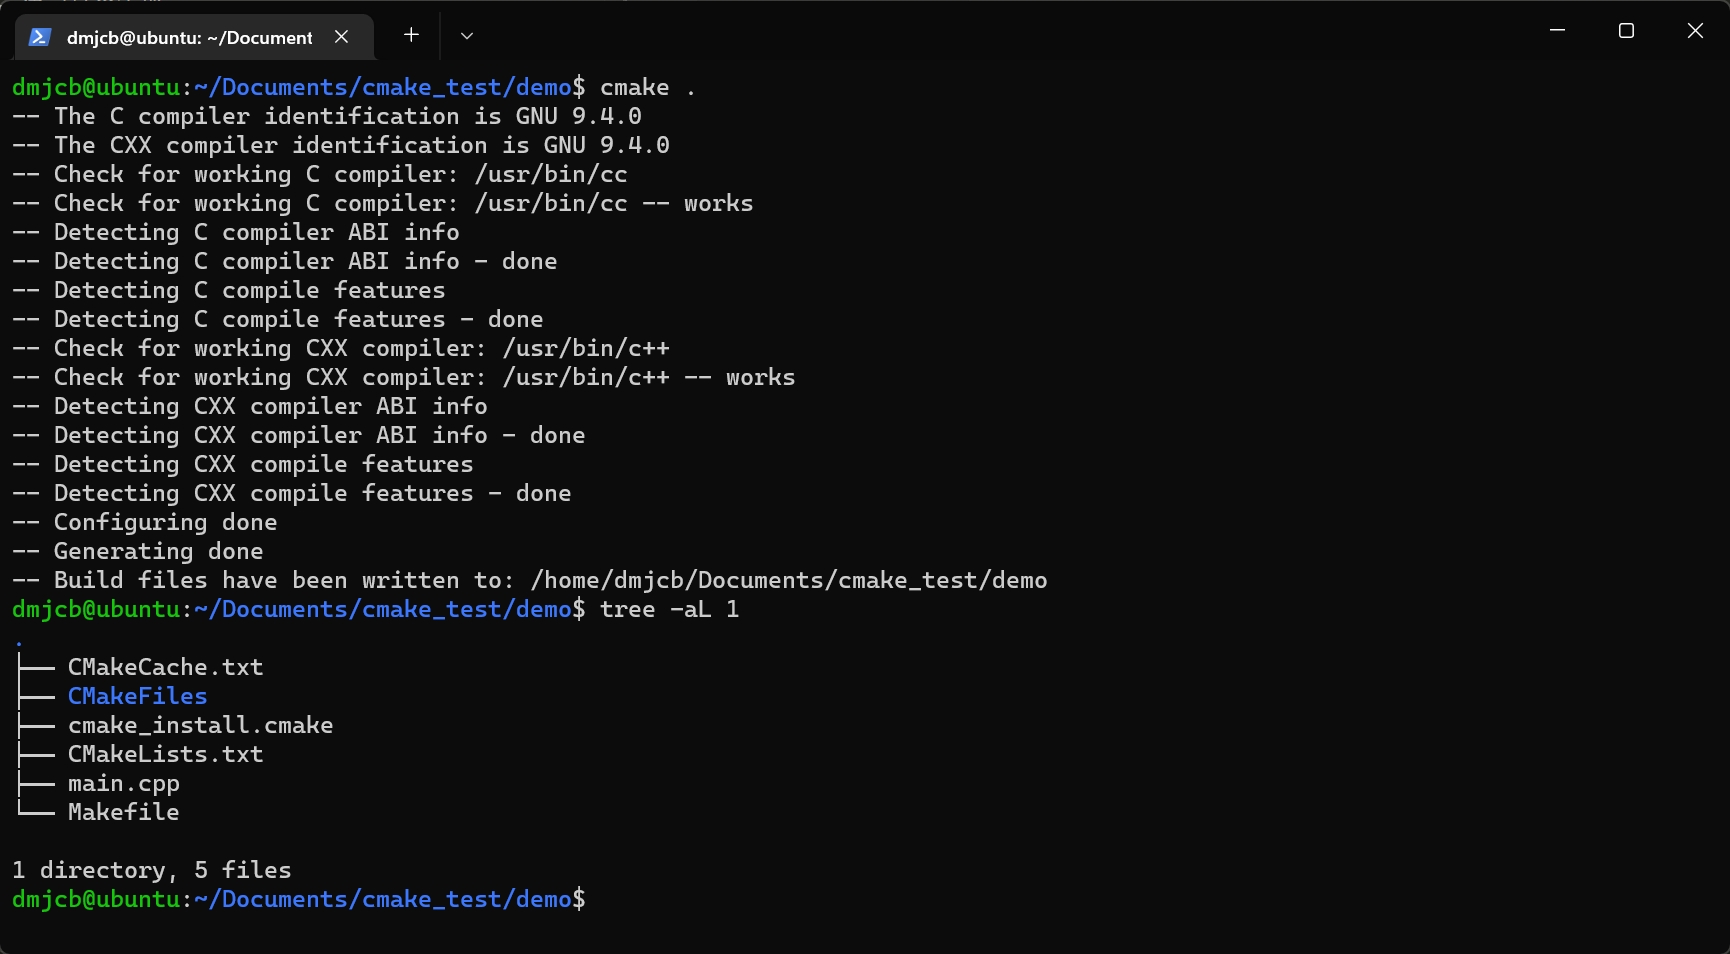 dmjcb@ubuntu: ~/Document
dmjcb@ubuntu:~/Documents/cmake_test/demo$ cmake .
-- The C compiler identification is GNU 9.4.0
-- The CXX compiler identification is GNU 9.4.0
-- Check for working C compiler: /usr/bin/cc
-- Check for working C compiler: /usr/bin/cc -- works
-- Detecting C compiler ABI info
-- Detecting C compiler ABI info - done
-- Detecting C compile features
-- Detecting C compile features - done
-- Check for working CXX compiler: /usr/bin/c++
-- Check for working CXX compiler: /usr/bin/c++ -- works
-- Detecting CXX compiler ABI info
-- Detecting CXX compiler ABI info - done
-- Detecting CXX compile features
-- Detecting CXX compile features - done
-- Configuring done
-- Generating done
-- Build files have been written to: /home/dmjcb/Documents/cmake_test/demo
dmjcb@ubuntu:~/Documents/cmake_test/demo$ tree -aL 1
.
├── CMakeCache.txt
├── CMakeFiles
├── cmake_install.cmake
├── CMakeLists.txt
├── main.cpp
└── Makefile
1 directory, 5 files
dmjcb@ubuntu:~/Documents/cmake_test/demo$